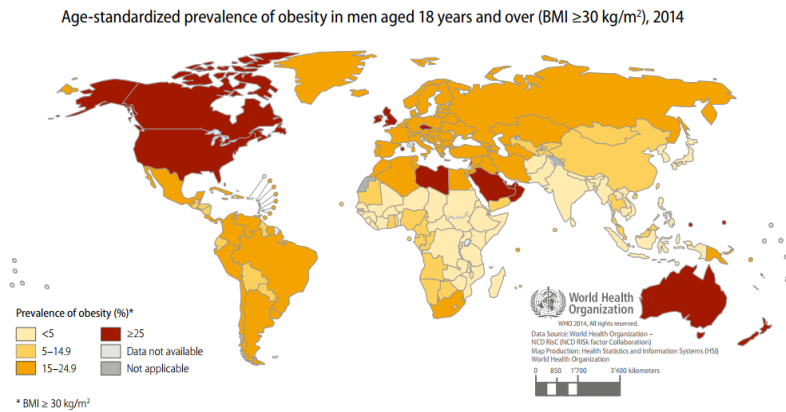 Age-standardized prevalence of obesity in men aged 18 years and over (BMI ≥30 kg/m²), 2014
Prevalence of obesity (%)*
<5
5–14.9
15–24.9
≥25
Data not available
Not applicable
* BMI ≥ 30 kg/m²
World Health
Organization
WHO 2014, All rights reserved.
Data Source: World Health Organization –
NCD RisC (NCD RISk factor Collaboration)
Map Production: Health Statistics and Information Systems (HSI)
World Health Organization
0 850 1'700 3'400 kilometers